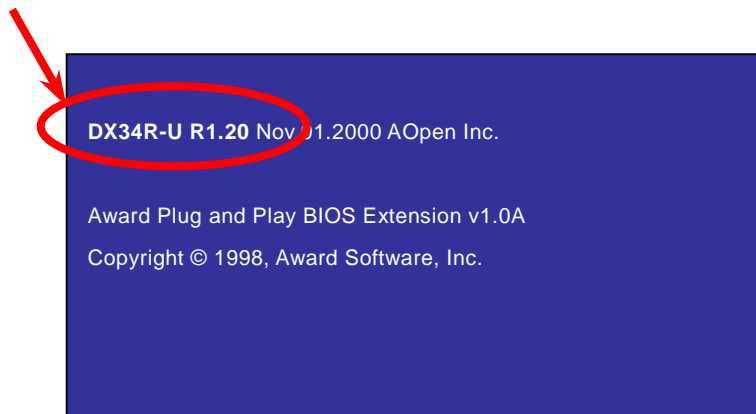 DX34R-U R1.20 Nov.01.2000 AOpen Inc.
Award Plug and Play BIOS Extension v1.0A
Copyright © 1998, Award Software, Inc.